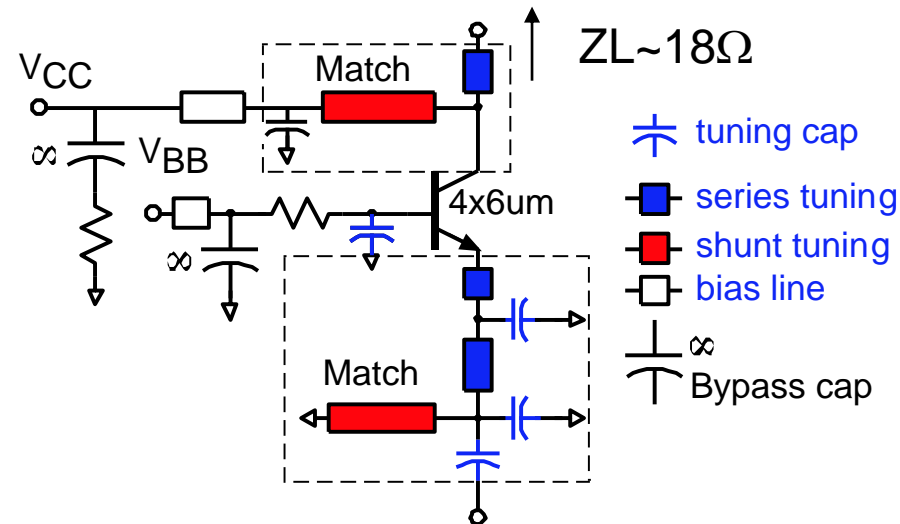 ZL~18Ω
Match
VCC
∞
VBB
4x6um
∞
Match
tuning cap
series tuning
shunt tuning
bias line
∞
Bypass cap